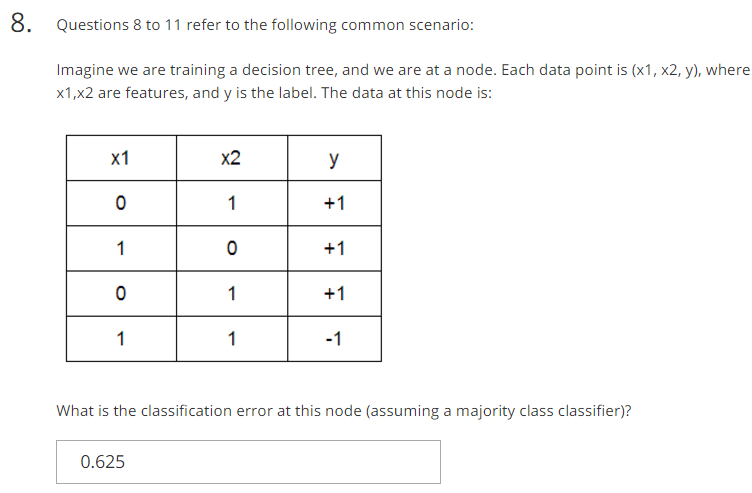 8. Questions 8 to 11 refer to the following common scenario:
Imagine we are training a decision tree, and we are at a node. Each data point is (x1, x2, y), where
x1,x2 are features, and y is the label. The data at this node is:
x1 x2 y
0 1 +1
1 0 +1
0 1 +1
1 1 -1
What is the classification error at this node (assuming a majority class classifier)?
0.625